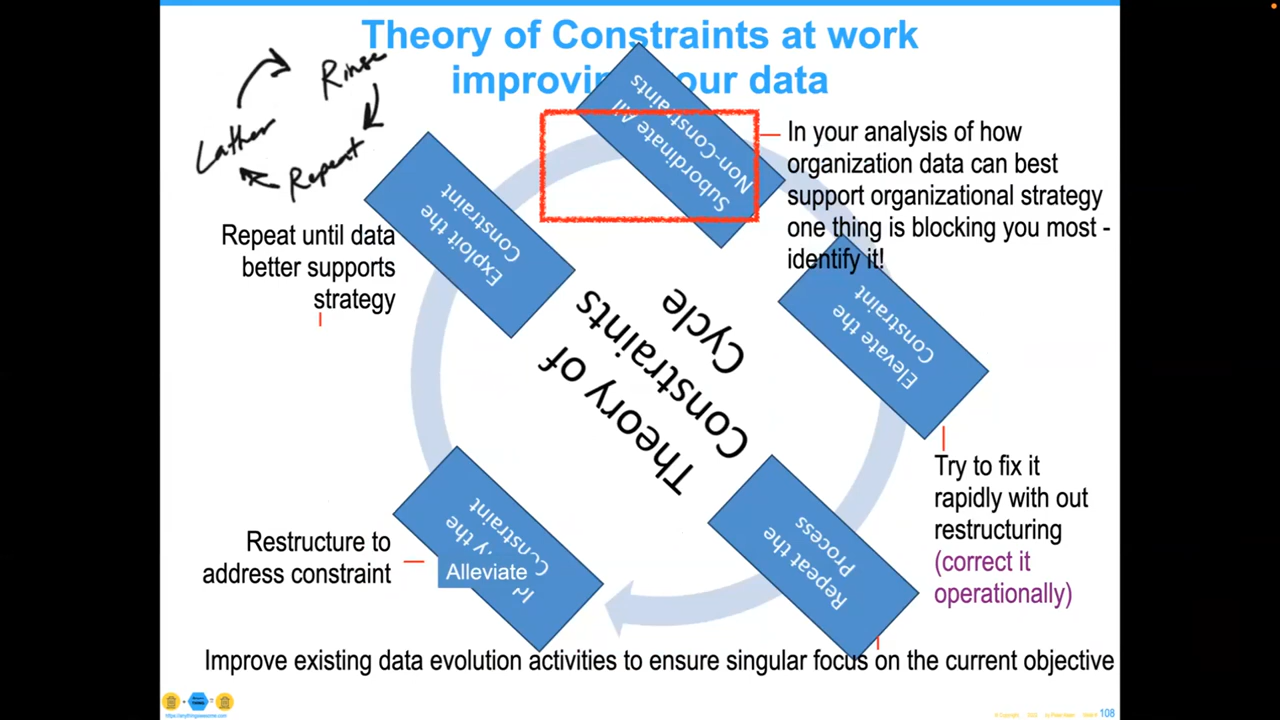 Theory of Constraints at work
improving your data
Rinse
Lather
Repeat
Subordinate All
Non-Constraints
In your analysis of how
organization data can best
support organizational strategy
one thing is blocking you most -
identify it!
Exploit the
Constraint
Repeat until data
better supports
strategy
Elevate the
Constraint
Theory of
Constraints
Cycle
Try to fix it
rapidly with out
restructuring
(correct it
operationally)
Repeat the
Process
the
Constraint
Alleviate
Restructure to
address constraint
Improve existing data evolution activities to ensure singular focus on the current objective
https://anythingawesome.com
108